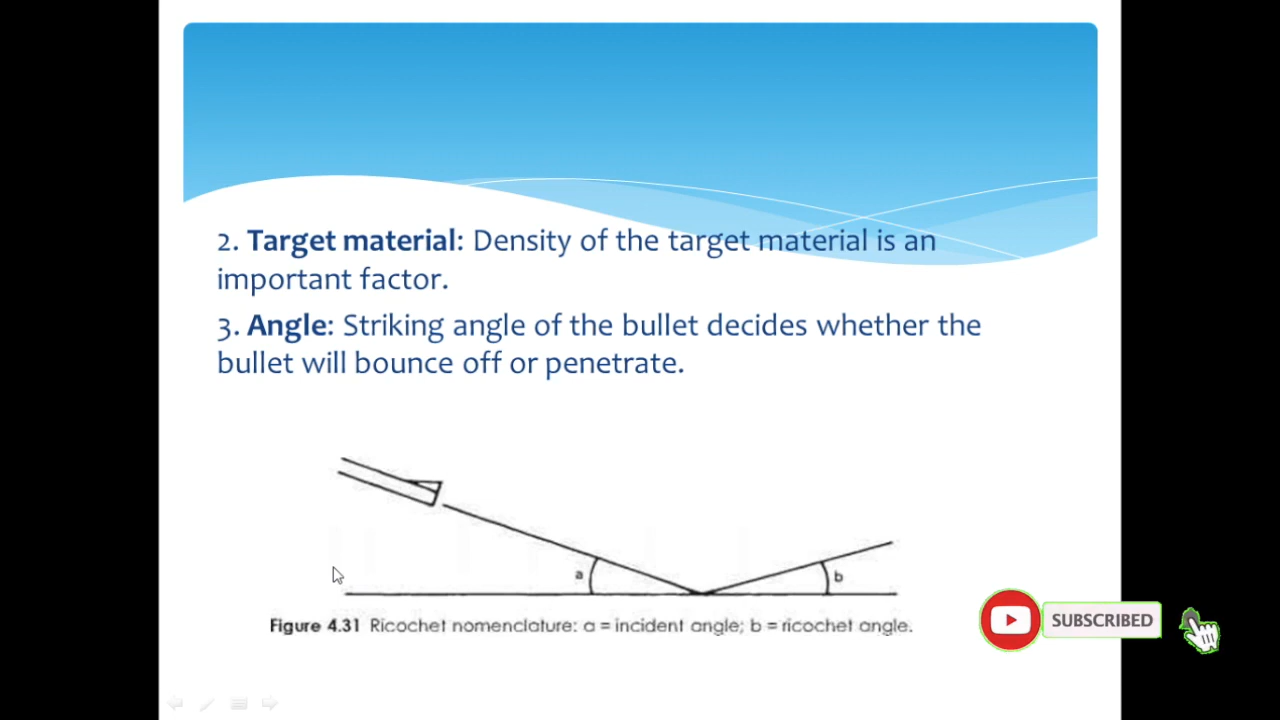 2. Target material: Density of the target material is an
important factor.
3. Angle: Striking angle of the bullet decides whether the
bullet will bounce off or penetrate.
a
b
Figure 4.31 Ricochet nomenclature: a = incident angle; b = ricochet angle.
SUBSCRIBED